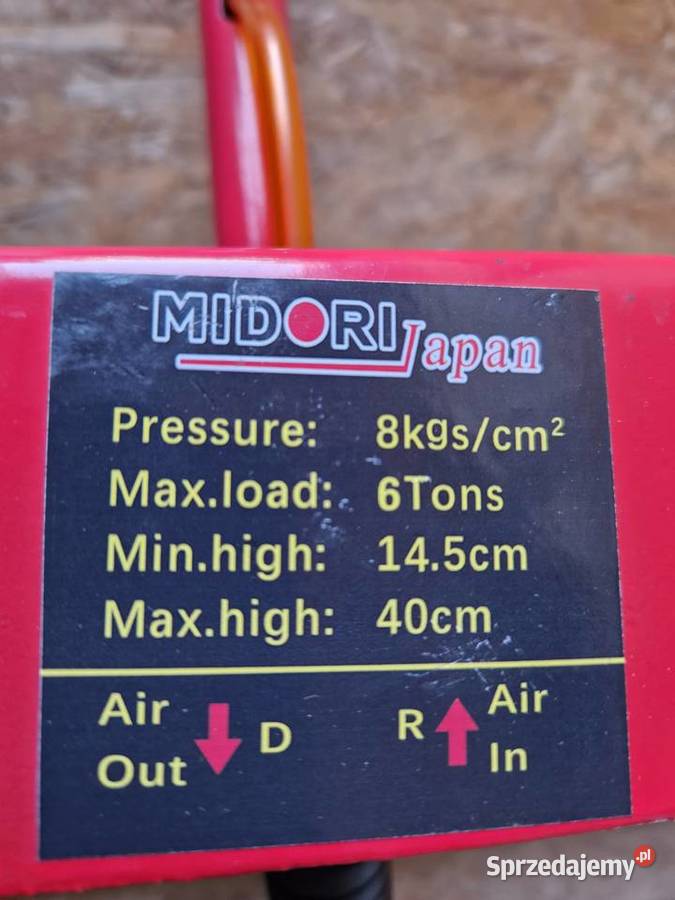 MIDORI Japan
Pressure: 8kgs/cm²
Max.load: 6Tons
Min.high: 14.5cm
Max.high: 40cm
Air Out D R Air In
Sprzedajemy.pl